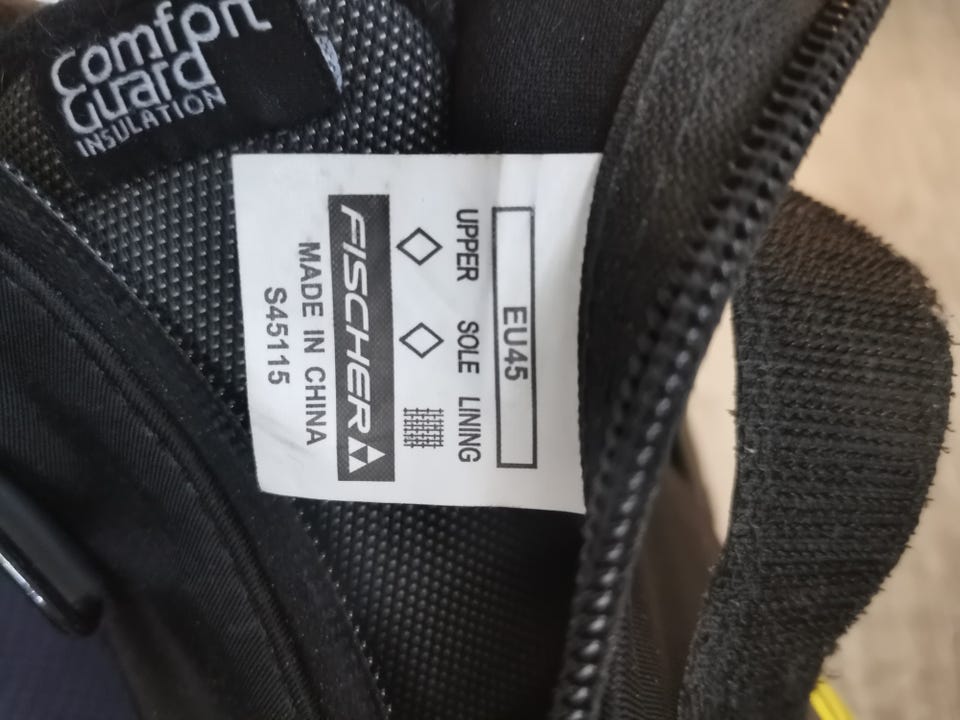 Comfort
Guard
INSULATION
EU45
UPPER SOLE LINING
FISCHER
MADE IN CHINA
S45115